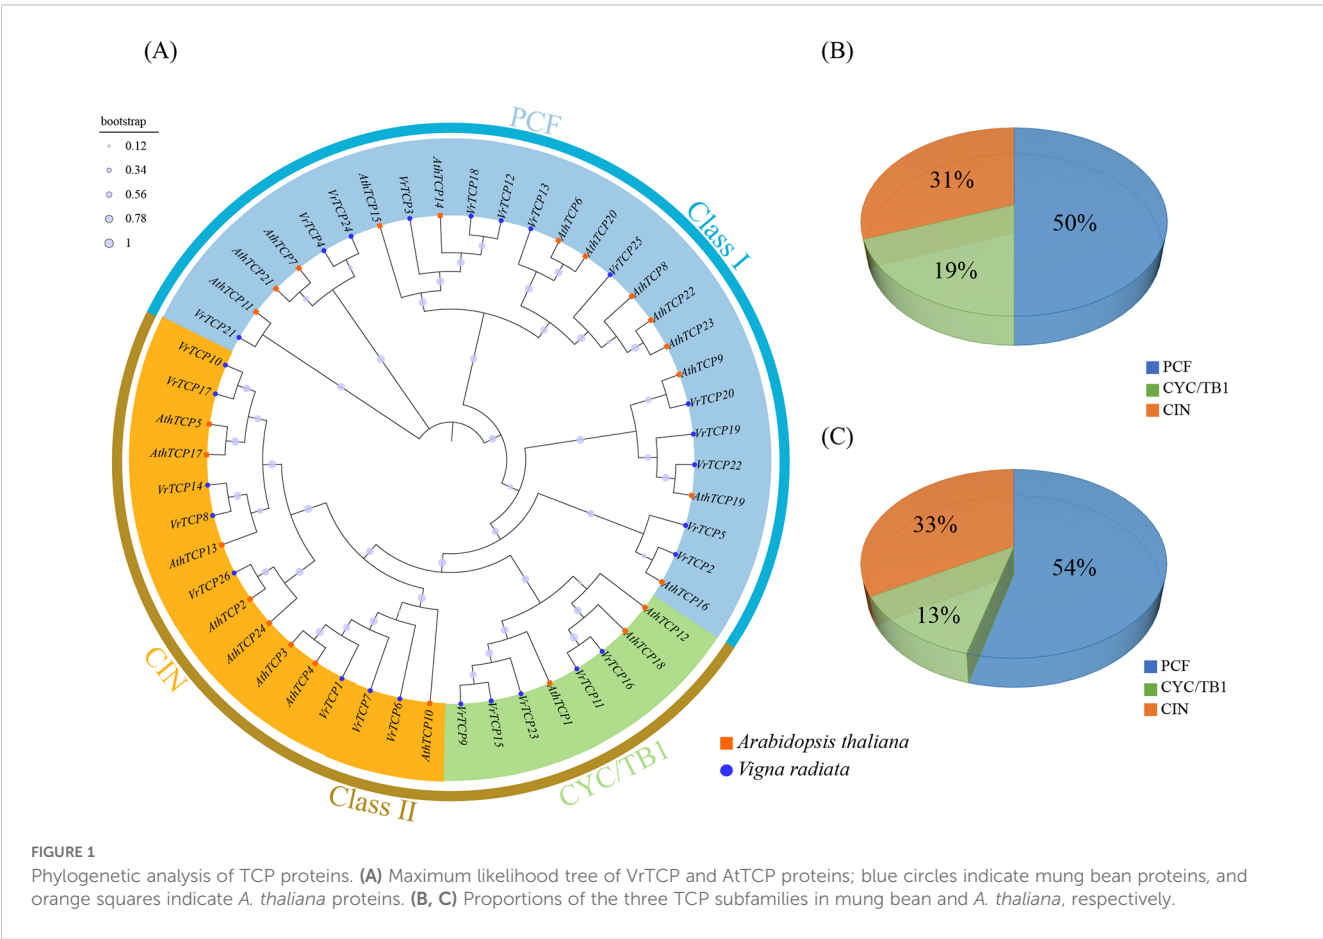 (A)
bootstrap
0.12
0.34
0.56
0.78
1
PCF
Class I
CYC/TB1
Class II
CIN
VrTCP21
AthTCP11
AthTCP21
AthTCP7
VrTCP4
VrTCP24
AthTCP15
VrTCP3
AthTCP14
VrTCP18
VrTCP12
VrTCP13
AthTCP6
AthTCP20
VrTCP25
AthTCP8
AthTCP22
AthTCP23
AthTCP9
VrTCP20
VrTCP19
VrTCP22
AthTCP19
VrTCP5
VrTCP2
AthTCP16
AthTCP12
AthTCP18
VrTCP16
VrTCP11
AthTCP1
VrTCP23
VrTCP15
VrTCP9
AthTCP10
VrTCP6
VrTCP7
VrTCP1
AthTCP4
AthTCP3
AthTCP24
AthTCP2
VrTCP26
AthTCP13
VrTCP8
VrTCP14
AthTCP17
AthTCP5
VrTCP17
VrTCP10
Arabidopsis thaliana
Vigna radiata
(B)
31%
50%
19%
PCF
CYC/TB1
CIN
(C)
33%
54%
13%
PCF
CYC/TB1
CIN
FIGURE 1
Phylogenetic analysis of TCP proteins. (A) Maximum likelihood tree of VrTCP and AtTCP proteins; blue circles indicate mung bean proteins, and
orange squares indicate A. thaliana proteins. (B, C) Proportions of the three TCP subfamilies in mung bean and A. thaliana, respectively.